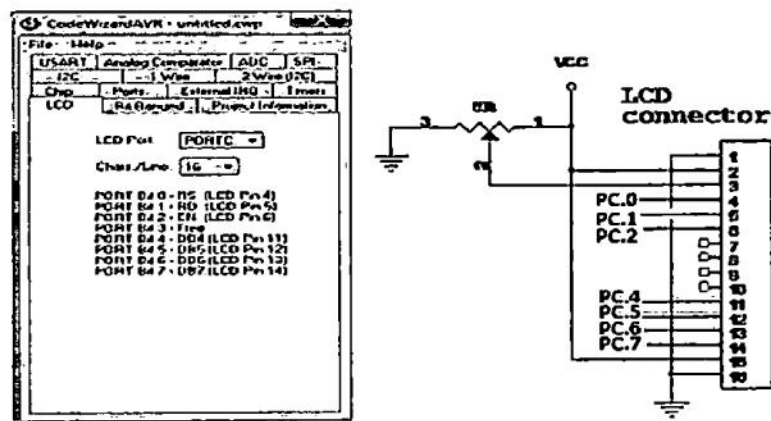 CodeWizardAVR - untitled.cwp
File Help
USART Analog Comparator ADC SPI
I2C 1 Wire 2 Wire (I2C)
Chip Ports External IRQ Timers
LCD Bit Banged Project Information
LCD Port: PORTC
Chars./Line: 16
PORT Bit 0 - RS (LCD Pin 4)
PORT Bit 1 - RD (LCD Pin 5)
PORT Bit 2 - EN (LCD Pin 6)
PORT Bit 3 - Free
PORT Bit 4 - DB4 (LCD Pin 11)
PORT Bit 5 - DB5 (LCD Pin 12)
PORT Bit 6 - DB6 (LCD Pin 13)
PORT Bit 7 - DB7 (LCD Pin 14)
VCC
LCD
connector
3 VR 1
2
PC.0
PC.1
PC.2
PC.4
PC.5
PC.6
PC.7
1
2
3
4
5
6
7
8
9
10
11
12
13
14
15
16